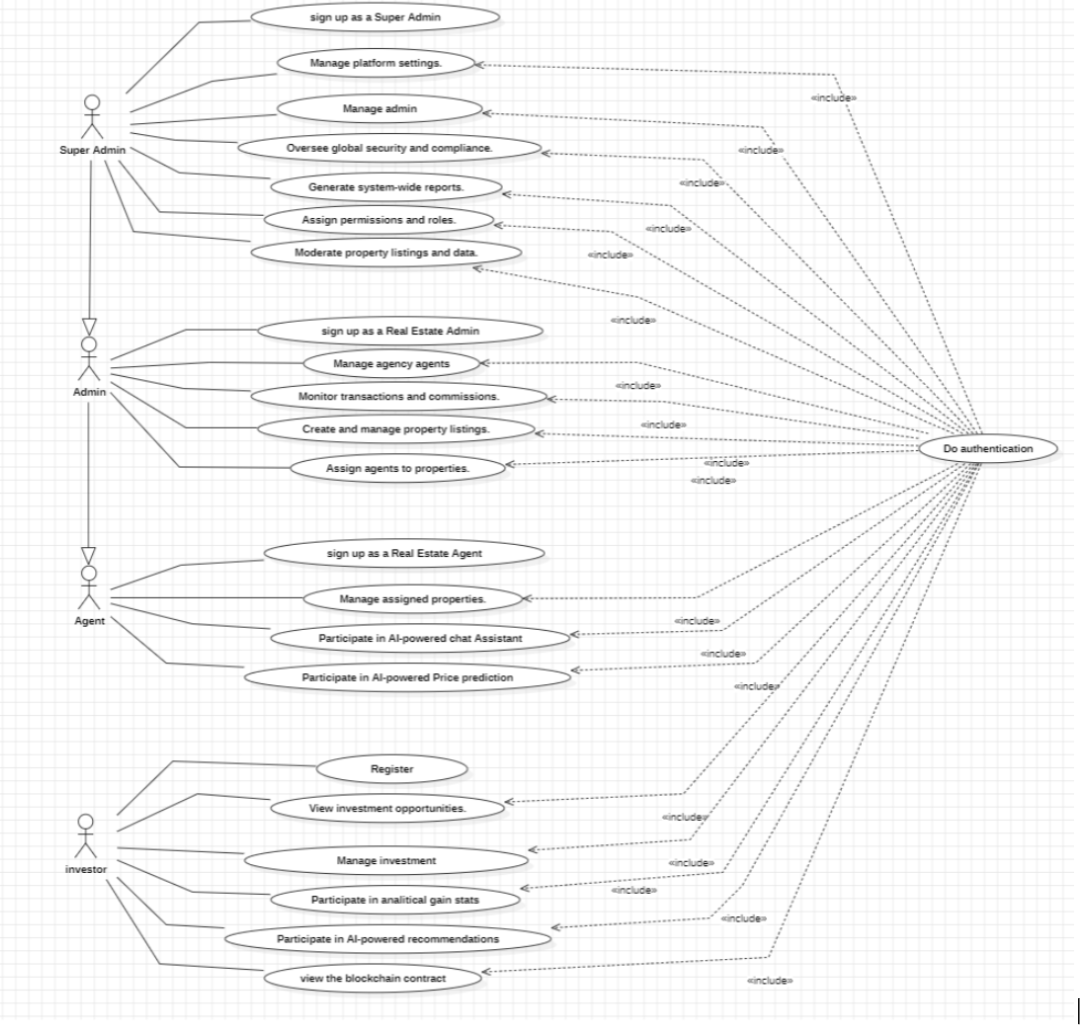 sign up as a Super Admin
Manage platform settings.
«include»
Manage admin
Super Admin
Oversee global security and compliance.
«include»
Generate system-wide reports.
«include»
Assign permissions and roles.
«include»
Moderate property listings and data.
«include»
«include»
sign up as a Real Estate Admin
Manage agency agents
Admin
«include»
Monitor transactions and commissions.
Create and manage property listings.
«include»
Do authentication
Assign agents to properties.
«include»
«include»
sign up as a Real Estate Agent
Manage assigned properties.
Agent
«include»
Participate in AI-powered chat Assistant
«include»
Participate in AI-powered Price prediction
«include»
Register
View investment opportunities.
«include»
Manage investment
investor
«include»
Participate in analitical gain stats
«include»
«include»
Participate in AI-powered recommendations
view the blockchain contract
«include»